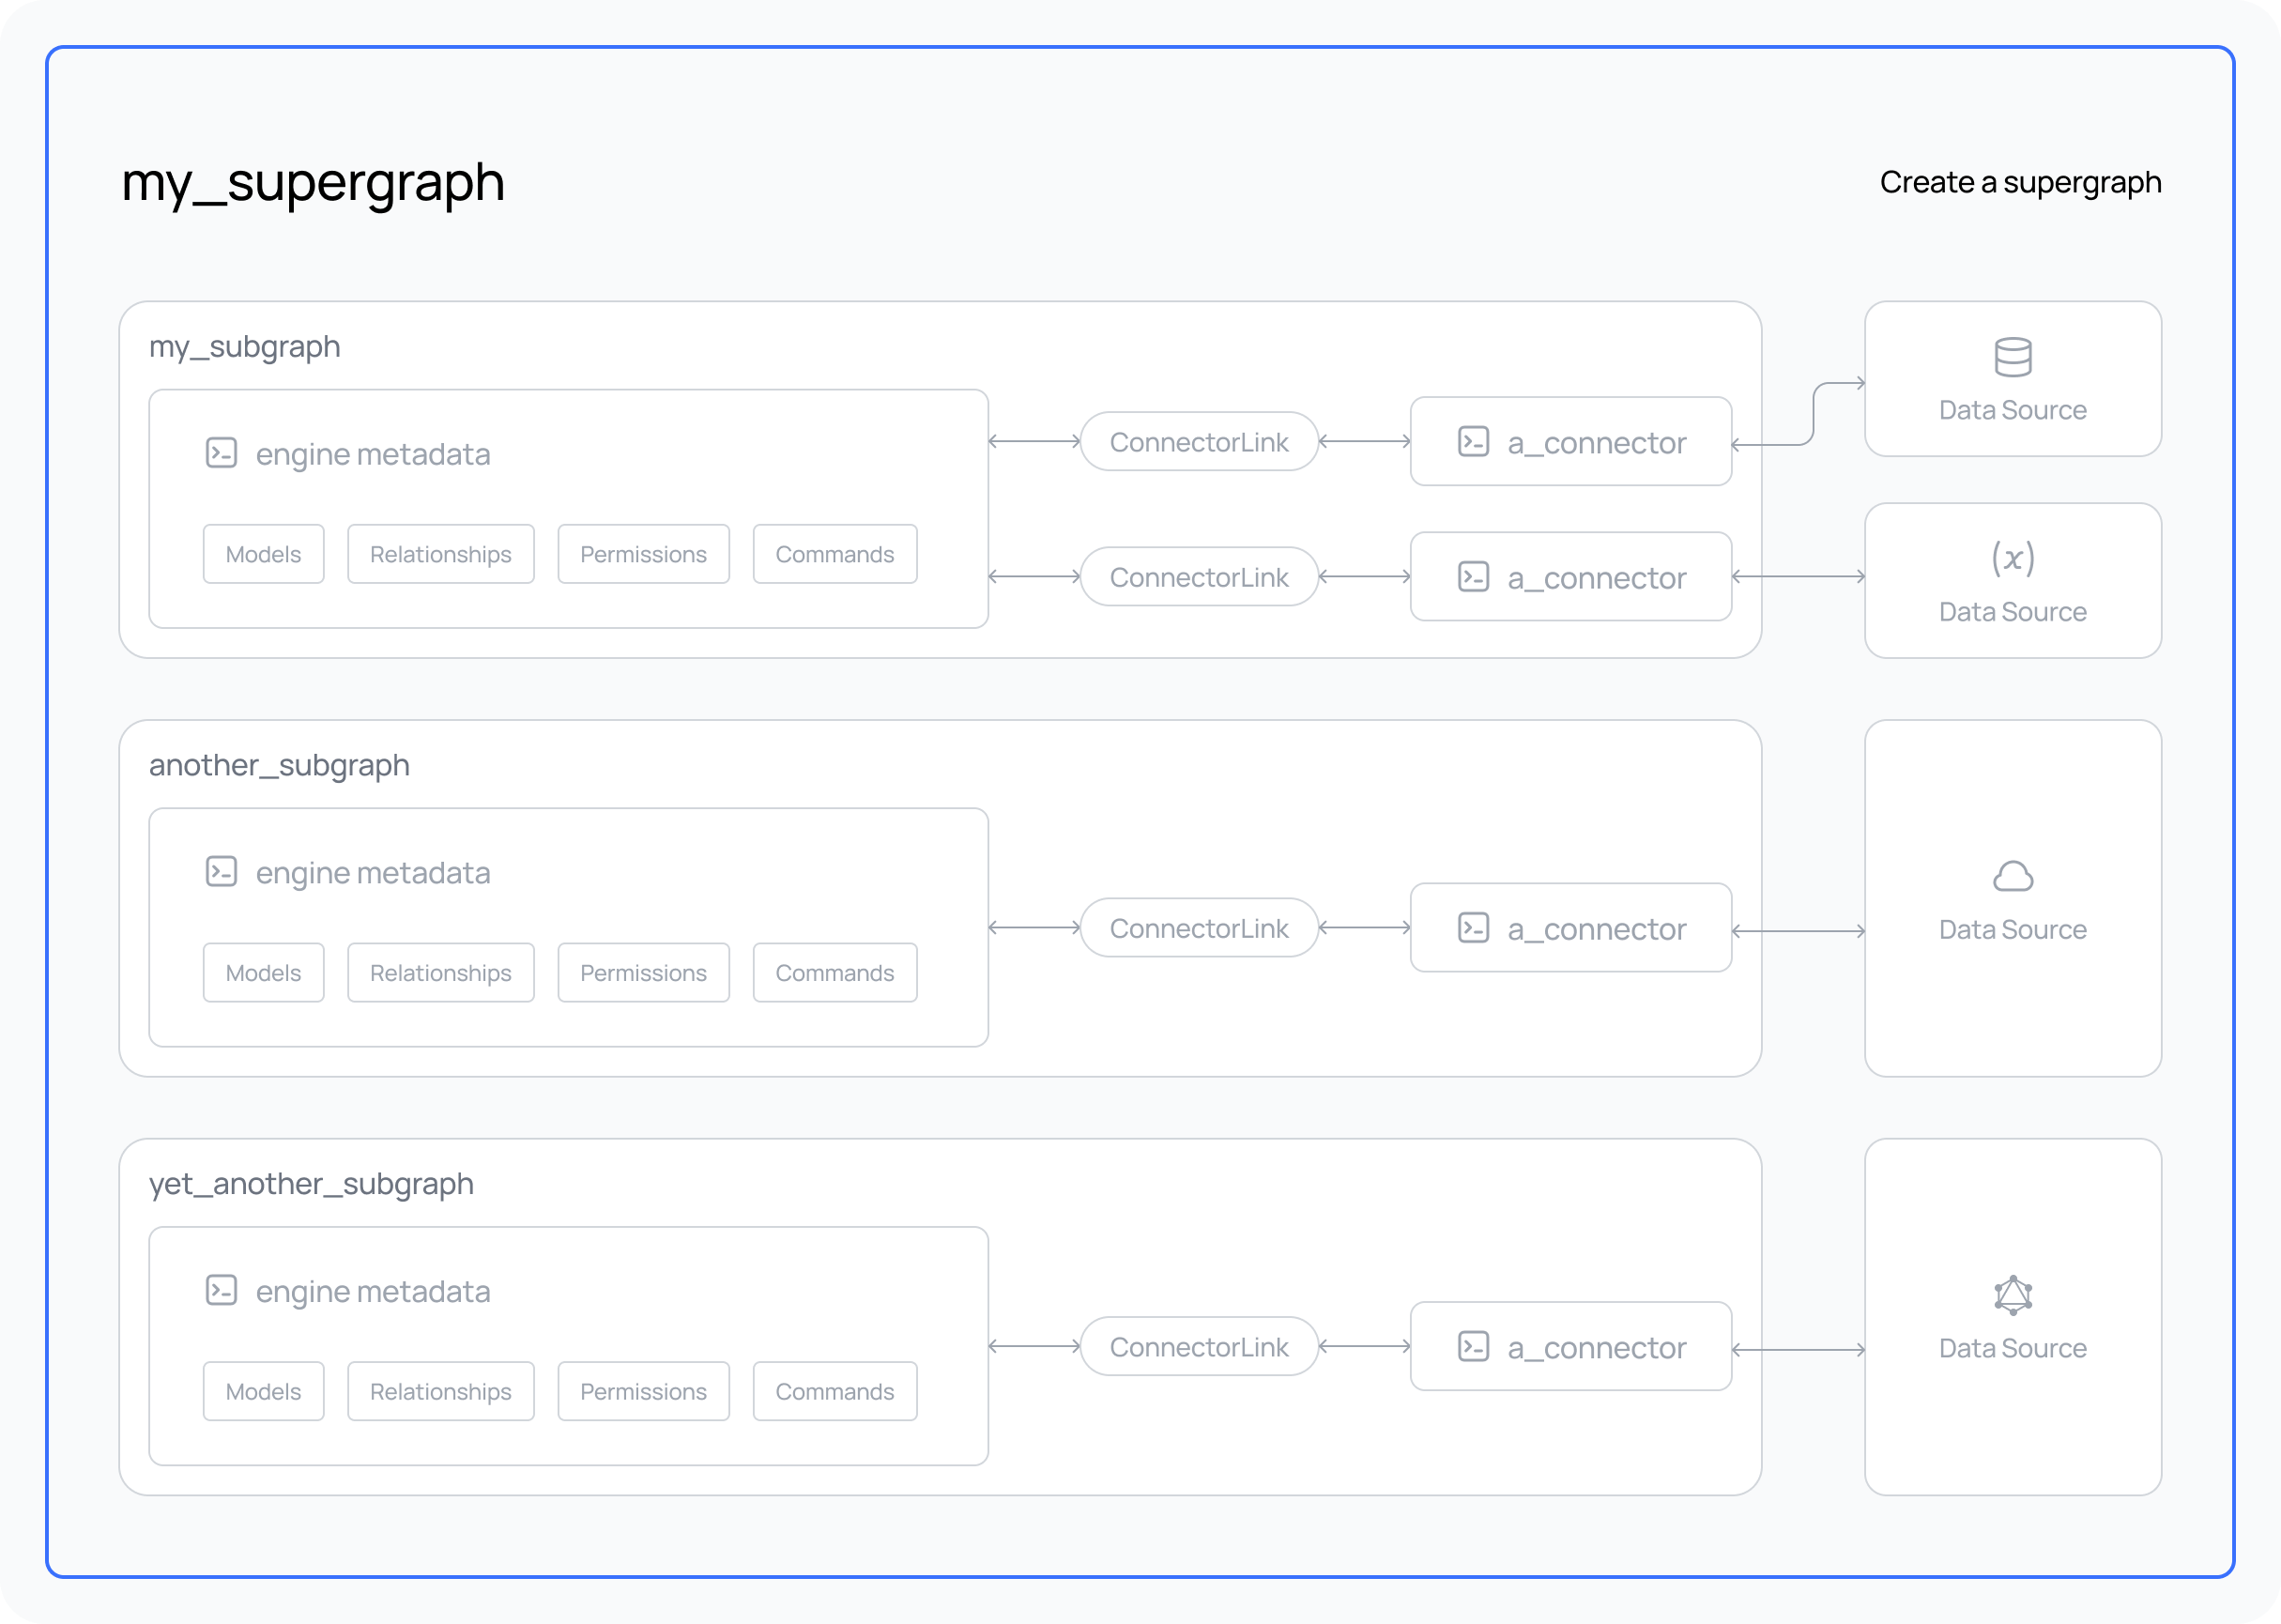 my_supergraph
Create a supergraph
my_subgraph
engine metadata
Models
Relationships
Permissions
Commands
ConnectorLink
a_connector
Data Source
ConnectorLink
a_connector
(x)
Data Source
another_subgraph
engine metadata
Models
Relationships
Permissions
Commands
ConnectorLink
a_connector
Data Source
yet_another_subgraph
engine metadata
Models
Relationships
Permissions
Commands
ConnectorLink
a_connector
Data Source